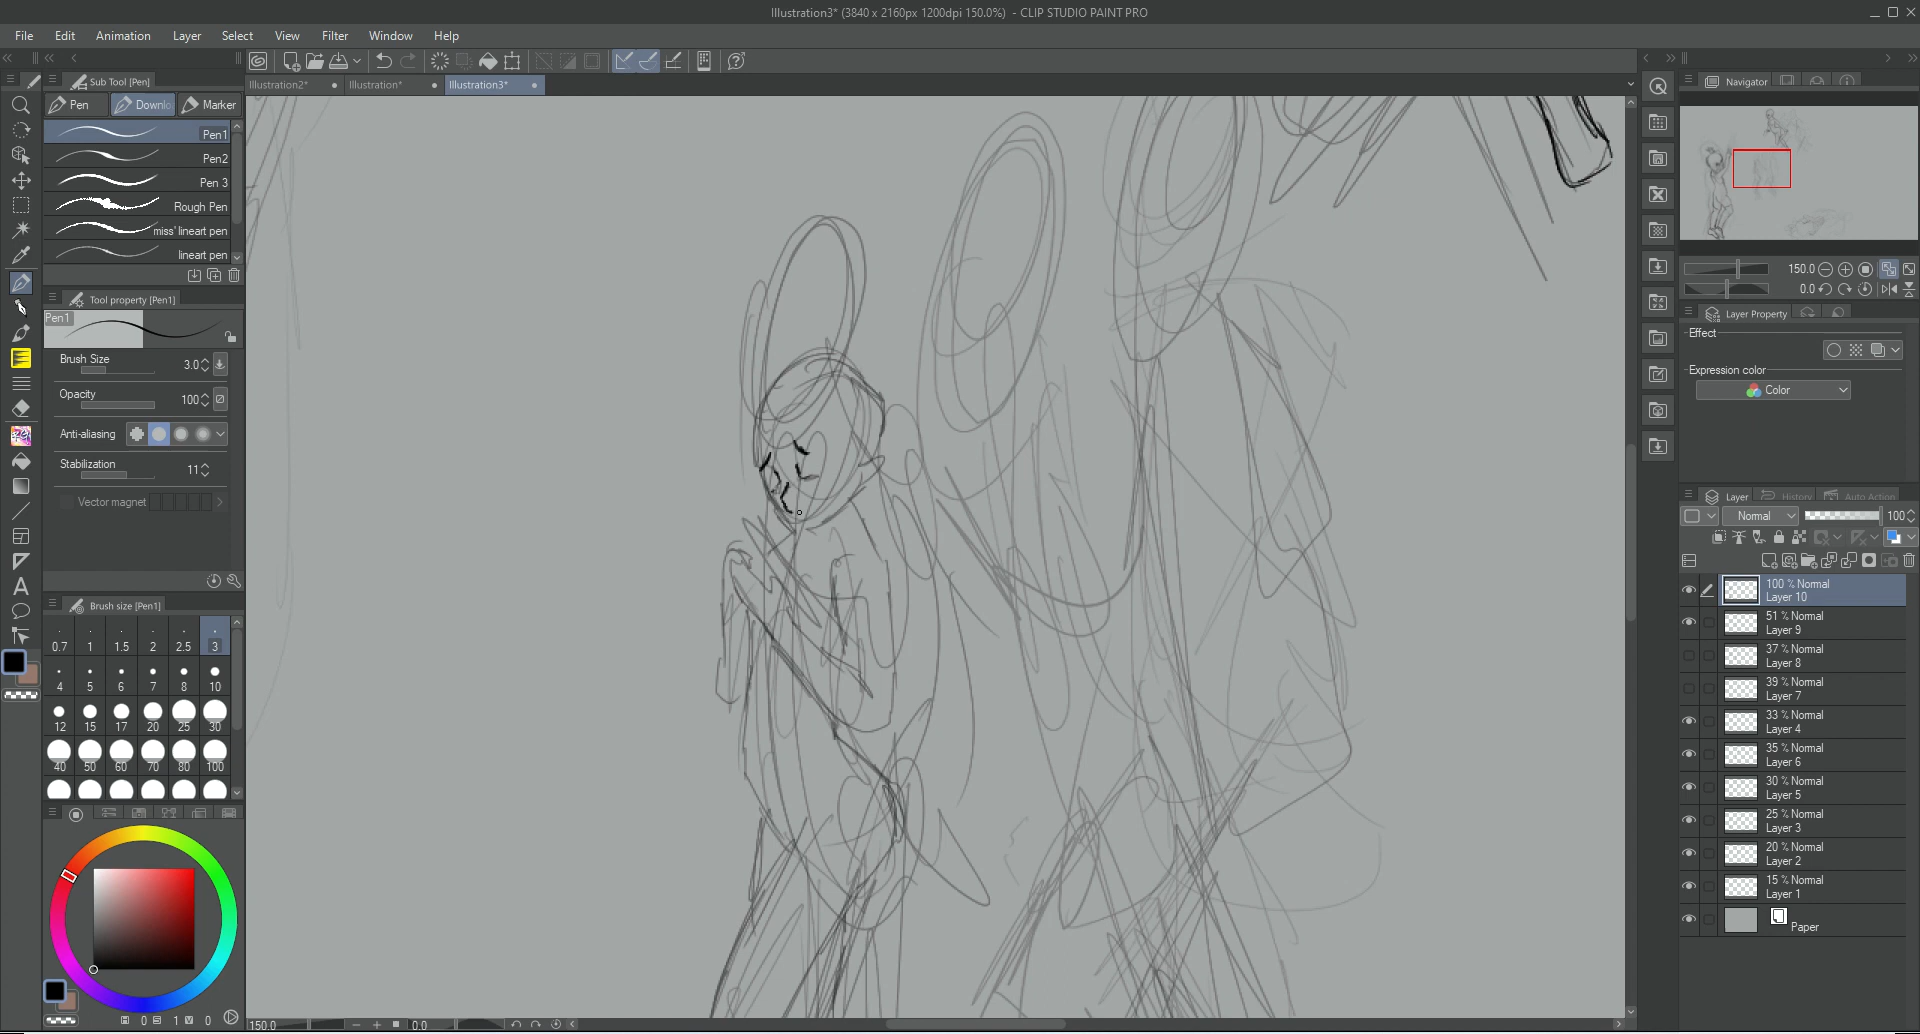 Illustration3* (3840 x 2160px 1200dpi 150.0%) - CLIP STUDIO PAINT PRO
File Edit Animation Layer Select View Filter Window Help
Sub Tool [Pen]
Pen Downlo Marker
Pen1
Pen2
Pen 3
Rough Pen
miss' lineart pen
lineart pen
Tool property [Pen1]
Pen1
Brush Size 3.0
Opacity 100
Anti-aliasing
Stabilization 11
Vector magnet
Brush size [Pen1]
0.7 1 1.5 2 2.5 3
4 5 6 7 8 10
12 15 17 20 25 30
40 50 60 70 80 100
H 0 S 1 V 0
Illustration2* Illustration* Illustration3*
150.0 0.0
Navigator
150.0
0.0
Layer Property
Effect
Expression color
Color
Layer History Auto Action
Normal 100
100 % Normal
Layer 10
51 % Normal
Layer 9
37 % Normal
Layer 8
39 % Normal
Layer 7
33 % Normal
Layer 4
35 % Normal
Layer 6
30 % Normal
Layer 5
25 % Normal
Layer 3
20 % Normal
Layer 2
15 % Normal
Layer 1
Paper